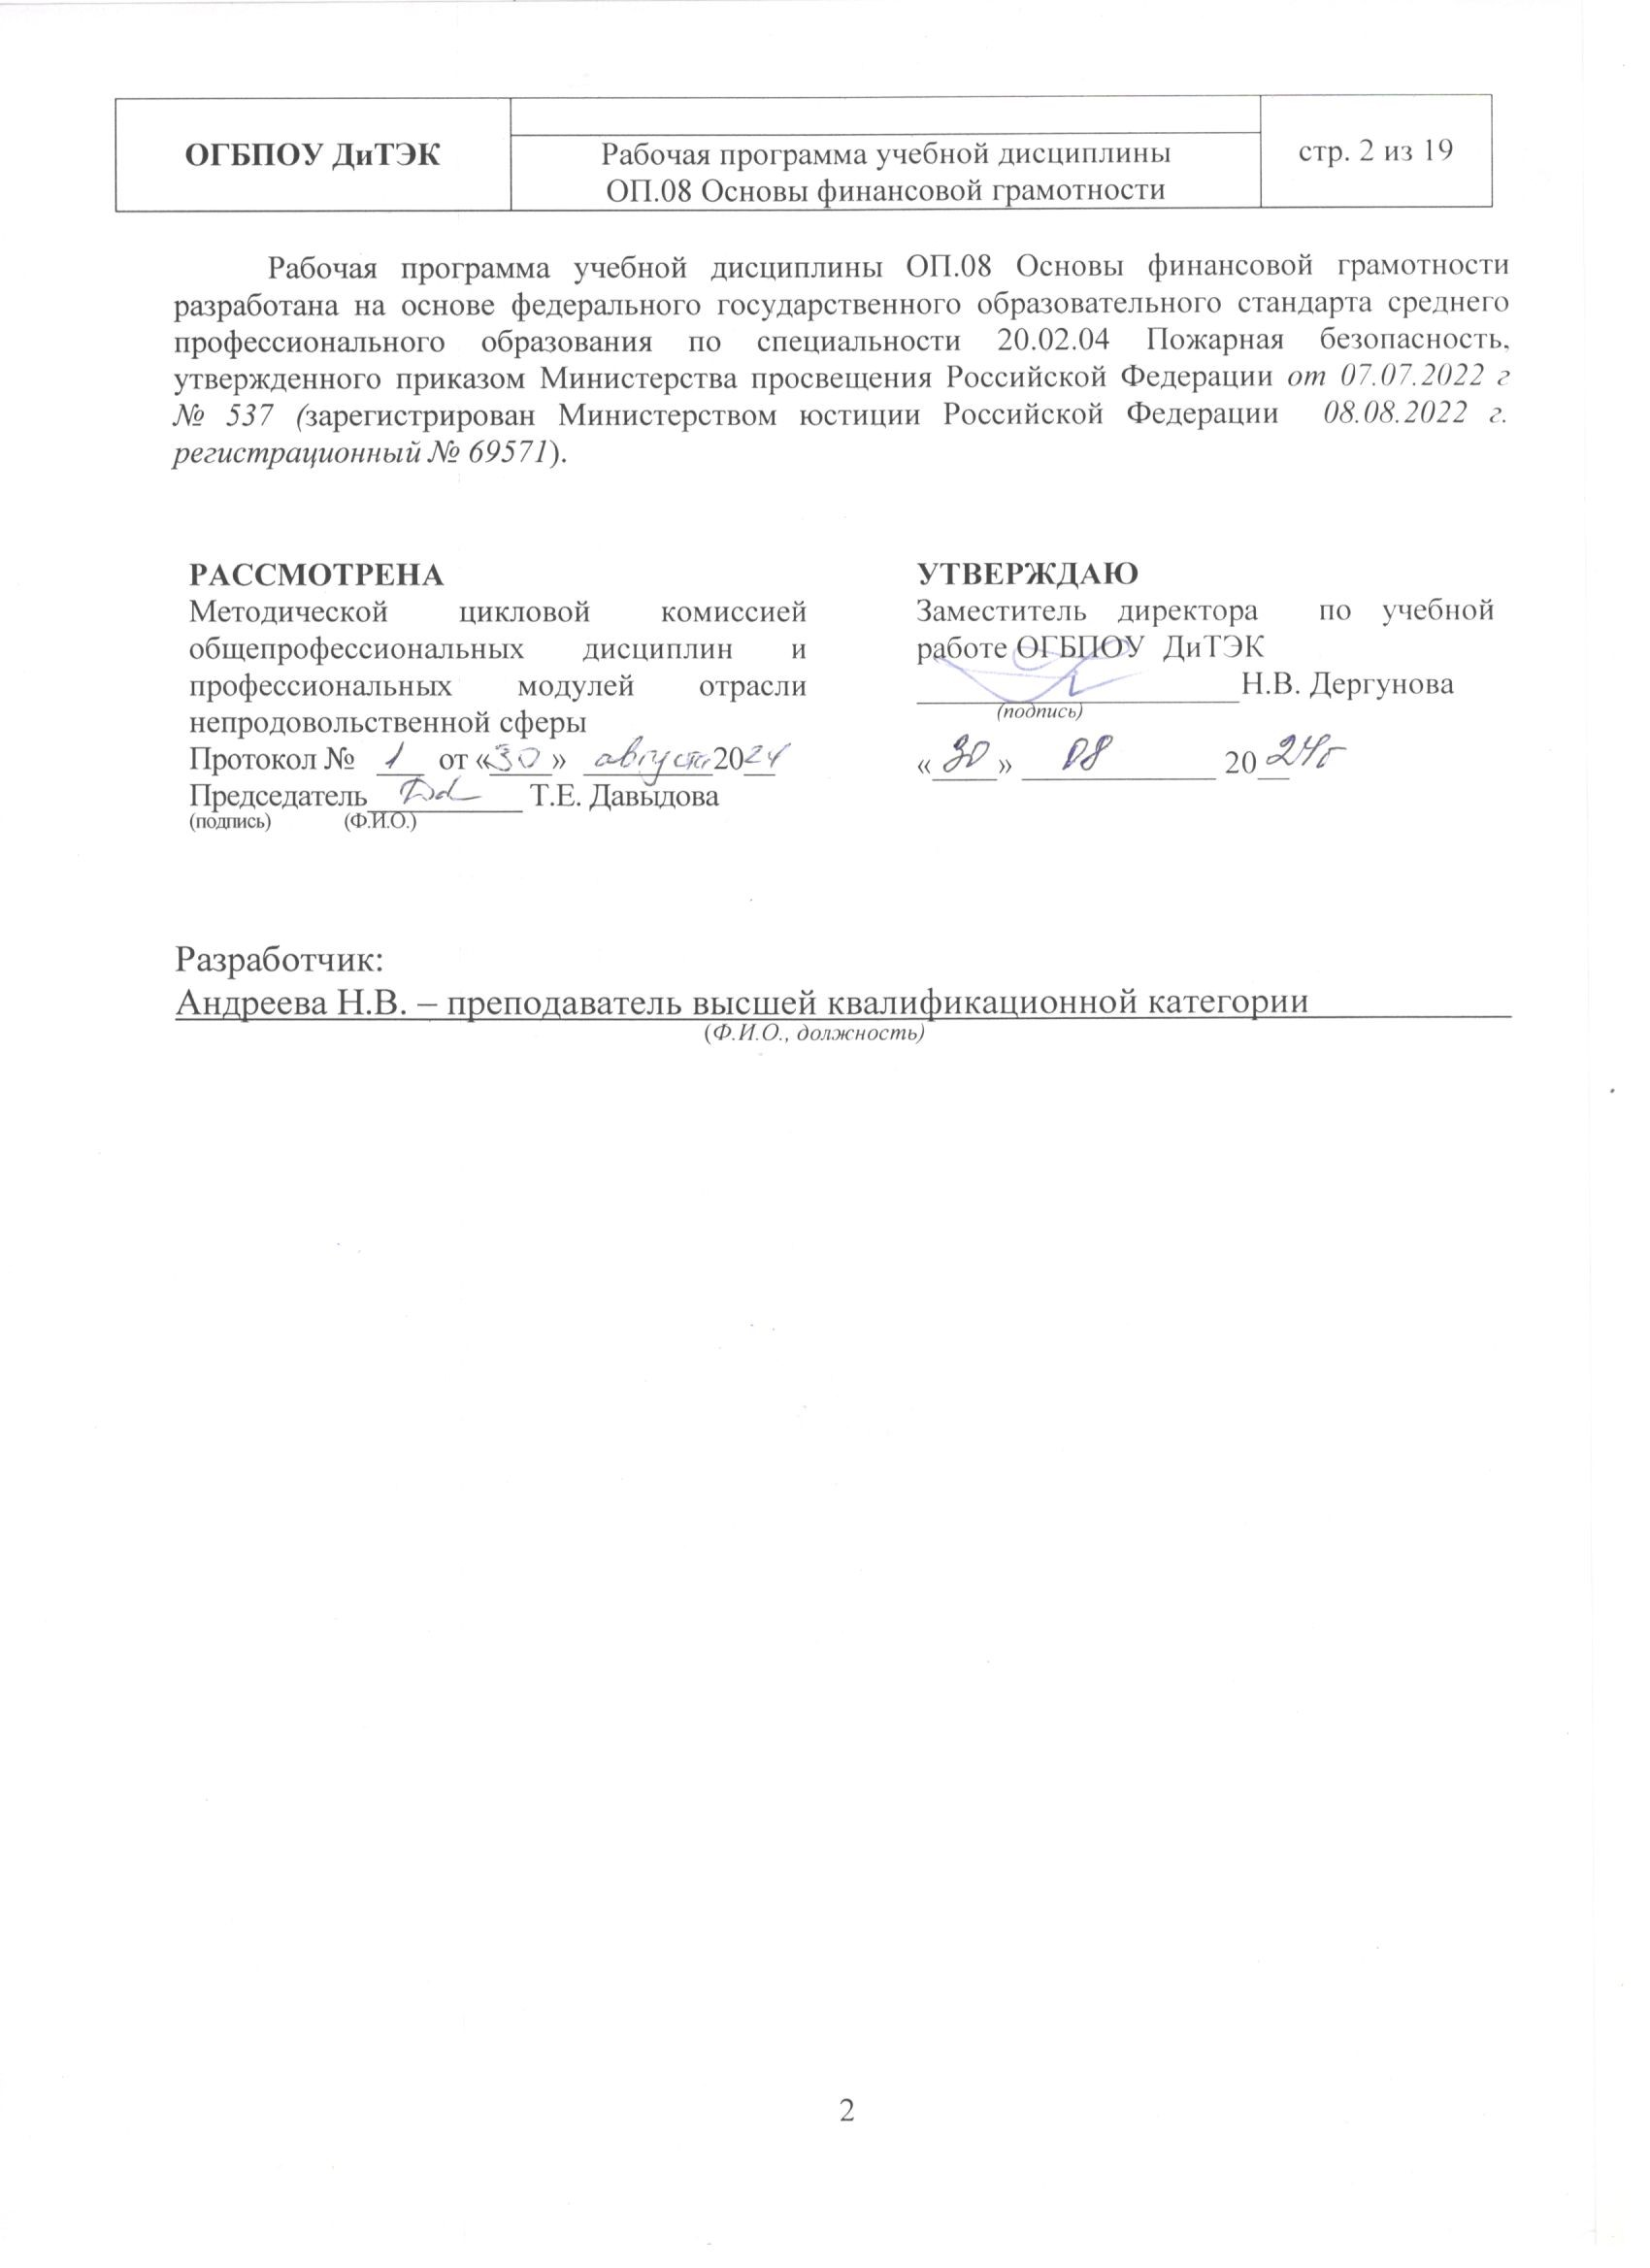 ОГБПОУ ДиТЭК
Рабочая программа учебной дисциплины
ОП.08 Основы финансовой грамотности
стр. 2 из 19
Рабочая программа учебной дисциплины ОП.08 Основы финансовой грамотности
разработана на основе федерального государственного образовательного стандарта среднего
профессионального образования по специальности 20.02.04 Пожарная безопасность,
утвержденного приказом Министерства просвещения Российской Федерации от 07.07.2022 г
№ 537 (зарегистрирован Министерством юстиции Российской Федерации 08.08.2022 г.
регистрационный № 69571).
РАССМОТРЕНА
Методической цикловой комиссией
общепрофессиональных дисциплин и
профессиональных модулей отрасли
непродовольственной сферы
Протокол № 1 от «30» августа 2024
Председатель Т.Е. Давыдова
(подпись) (Ф.И.О.)
УТВЕРЖДАЮ
Заместитель директора по учебной
работе ОГБПОУ ДиТЭК
Н.В. Дергунова
(подпись)
«30» 08 2024г
Разработчик:
Андреева Н.В. – преподаватель высшей квалификационной категории
(Ф.И.О., должность)
2